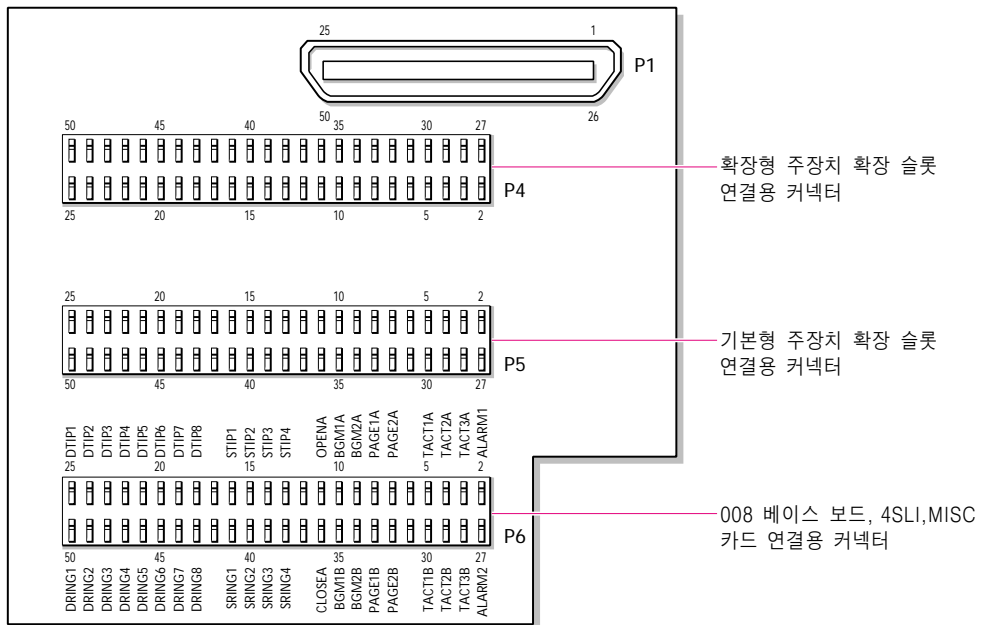 25 1
P1
50 26
50 45 40 35 30 27
확장형 주장치 확장 슬롯
연결용 커넥터
P4
25 20 15 10 5 2
25 20 15 10 5 2
기본형 주장치 확장 슬롯
연결용 커넥터
P5
50 45 40 35 30 27
DTIP1 DTIP2 DTIP3 DTIP4 DTIP5 DTIP6 DTIP7 DTIP8 STIP1 STIP2 STIP3 STIP4 OPENA BGM1A BGM2A PAGE1A PAGE2A TACT1A TACT2A TACT3A ALARM1
25 20 15 10 5 2
008 베이스 보드, 4SLI,MISC
카드 연결용 커넥터
P6
50 45 40 35 30 27
DRING1 DRING2 DRING3 DRING4 DRING5 DRING6 DRING7 DRING8 SRING1 SRING2 SRING3 SRING4 CLOSEA BGM1B BGM2B PAGE1B PAGE2B TACT1B TACT2B TACT3B ALARM2